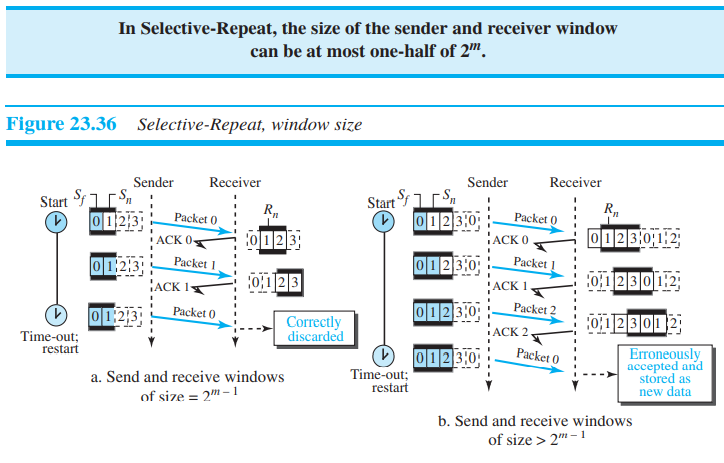 In Selective-Repeat, the size of the sender and receiver window
can be at most one-half of 2^m.
Figure 23.36 Selective-Repeat, window size
Sender Receiver
Start Sf Sn
0 1 2 3
Packet 0
Rn
0 1 2 3
ACK 0
0 1 2 3
Packet 1
0 1 2 3
ACK 1
0 1 2 3
Packet 0
Time-out;
restart
Correctly
discarded
a. Send and receive windows
of size = 2^m – 1
Sender Receiver
Start Sf Sn
0 1 2 3 0
Packet 0
Rn
0 1 2 3 0 1 2
ACK 0
0 1 2 3 0
Packet 1
0 1 2 3 0 1 2
ACK 1
0 1 2 3 0
Packet 2
0 1 2 3 0 1 2
ACK 2
0 1 2 3 0
Packet 0
Time-out;
restart
Erroneously
accepted and
stored as
new data
b. Send and receive windows
of size > 2^m – 1